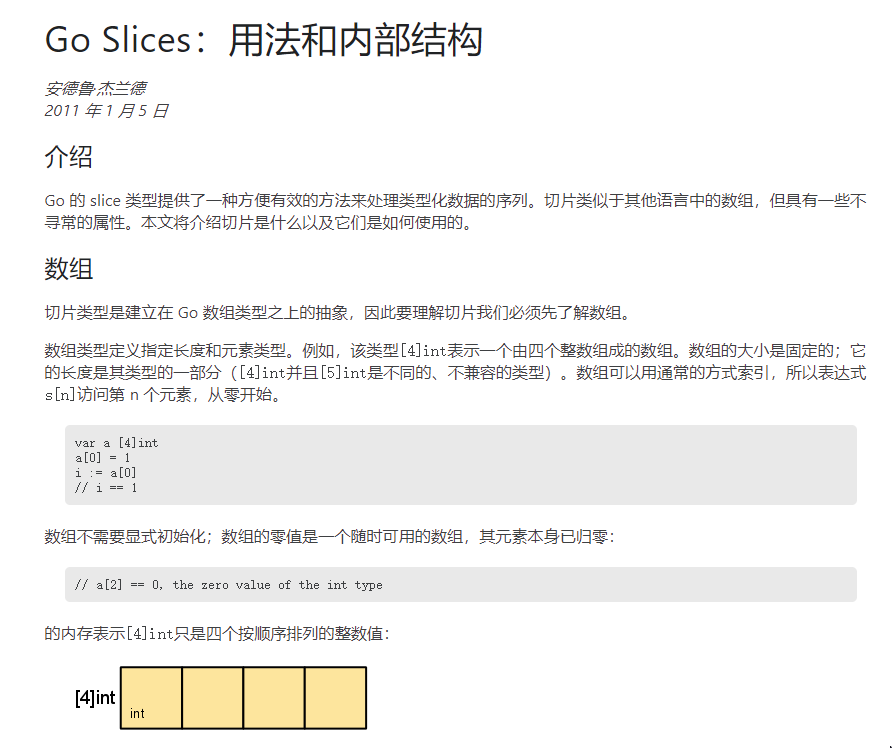 Go Slices：用法和内部结构
安德鲁·杰兰德
2011 年 1 月 5 日
介绍
Go 的 slice 类型提供了一种方便有效的方法来处理类型化数据的序列。切片类似于其他语言中的数组，但具有一些不
寻常的属性。本文将介绍切片是什么以及它们是如何使用的。
数组
切片类型是建立在 Go 数组类型之上的抽象，因此要理解切片我们必须先了解数组。
数组类型定义指定长度和元素类型。例如，该类型[4]int表示一个由四个整数组成的数组。数组的大小是固定的；它
的长度是其类型的一部分（[4]int并且[5]int是不同的、不兼容的类型）。数组可以用通常的方式索引，所以表达式
s[n]访问第 n 个元素，从零开始。
var a [4]int
a[0] = 1
i := a[0]
// i == 1
数组不需要显式初始化；数组的零值是一个随时可用的数组，其元素本身已归零：
// a[2] == 0, the zero value of the int type
的内存表示[4]int只是四个按顺序排列的整数值：
[4]int
int